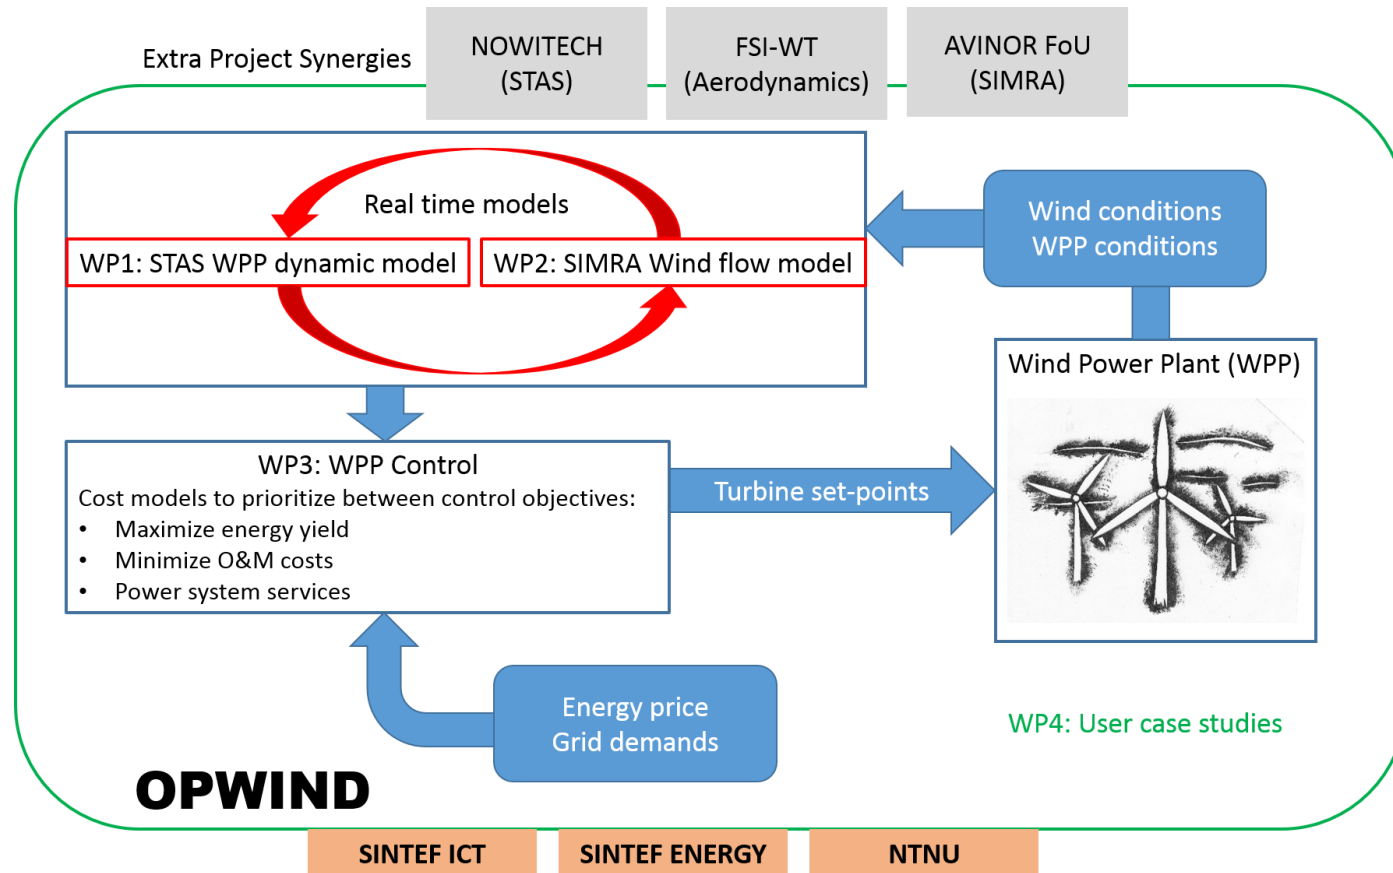 Extra Project Synergies
NOWITECH
(STAS)
FSI-WT
(Aerodynamics)
AVINOR FoU
(SIMRA)
Real time models
WP1: STAS WPP dynamic model
WP2: SIMRA Wind flow model
Wind conditions
WPP conditions
Wind Power Plant (WPP)
WP3: WPP Control
Cost models to prioritize between control objectives:
• Maximize energy yield
• Minimize O&M costs
• Power system services
Turbine set-points
Energy price
Grid demands
WP4: User case studies
OPWIND
SINTEF ICT
SINTEF ENERGY
NTNU